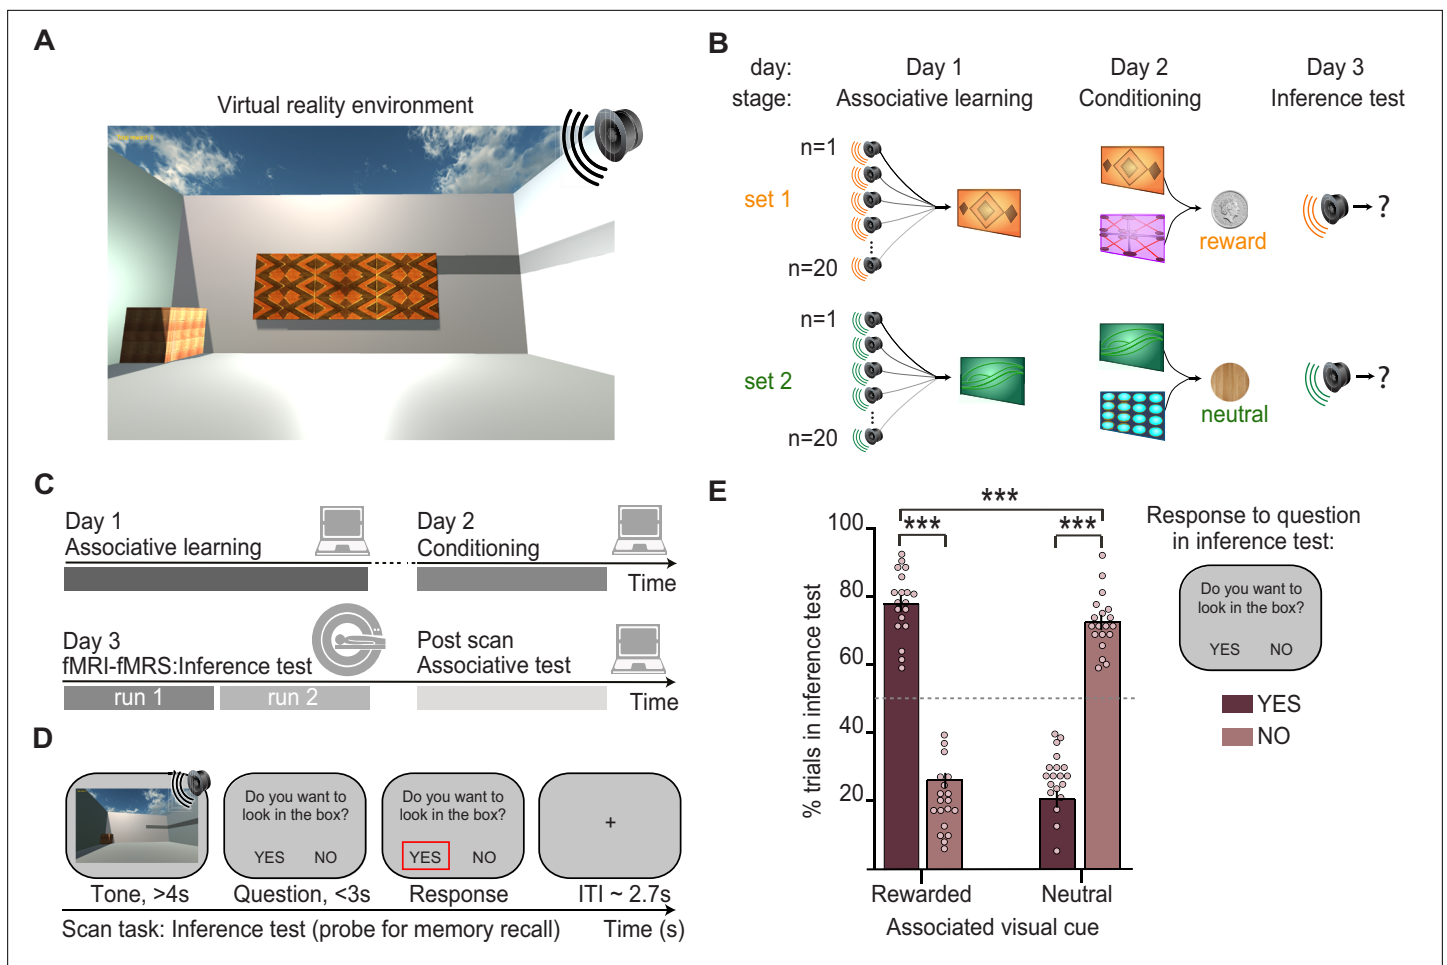 A
Virtual reality environment
B
day: Day 1 Day 2 Day 3
stage: Associative learning Conditioning Inference test
n=1
set 1
n=20
reward
?
n=1
set 2
n=20
neutral
?
C
Day 1
Associative learning
Day 2
Conditioning
Time
Day 3
fMRI-fMRS:Inference test
run 1 run 2
Post scan
Associative test
Time
D
Do you want to
look in the box?
YES NO
Do you want to
look in the box?
YES NO
+
Tone, >4s Question, <3s Response ITI ~ 2.7s
Scan task: Inference test (probe for memory recall) Time (s)
E
***
*** ***
100
80
60
40
20
% trials in inference test
Rewarded Neutral
Associated visual cue
Response to question
in inference test:
Do you want to
look in the box?
YES NO
YES
NO